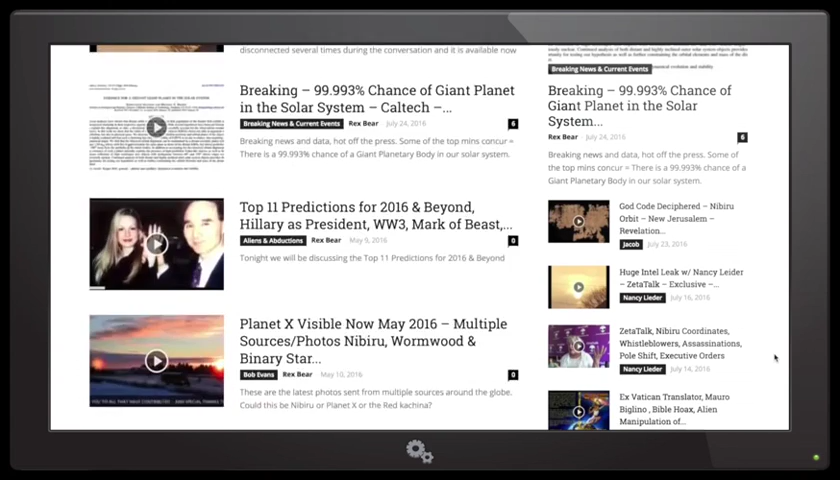 disconnected several times during the conversation and it is available now
Breaking – 99.993% Chance of Giant Planet
in the Solar System – Caltech –...
Breaking News & Current Events Rex Bear - July 24, 2016 6
Breaking news and data, hot off the press. Some of the top mins concur =
There is a 99.993% chance of a Giant Planetary Body in our solar system.
Top 11 Predictions for 2016 & Beyond,
Hillary as President, WW3, Mark of Beast,...
Aliens & Abductions Rex Bear - May 9, 2016 0
Tonight we will be discussing the Top 11 Predictions for 2016 & Beyond
Planet X Visible Now May 2016 – Multiple
Sources/Photos Nibiru, Wormwood &
Binary Star...
Bob Evans Rex Bear - May 10, 2016 0
These are the latest photos sent from multiple sources around the globe.
Could this be Nibiru or Planet X or the Red kachina?
Breaking News & Current Events
Breaking – 99.993% Chance of
Giant Planet in the Solar
System...
Rex Bear - July 24, 2016 6
Breaking news and data, hot off the press. Some of
the top mins concur = There is a 99.993% chance of a
Giant Planetary Body in our solar system.
God Code Deciphered – Nibiru
Orbit – New Jerusalem –
Revelation...
Jacob July 23, 2016
Huge Intel Leak w/ Nancy Leider
– ZetaTalk – Exclusive –...
Nancy Lieder July 16, 2016
ZetaTalk, Nibiru Coordinates,
Whistleblowers, Assassinations,
Pole Shift, Executive Orders
Nancy Lieder July 14, 2016
Ex Vatican Translator, Mauro
Biglino , Bible Hoax, Alien
Manipulation of...